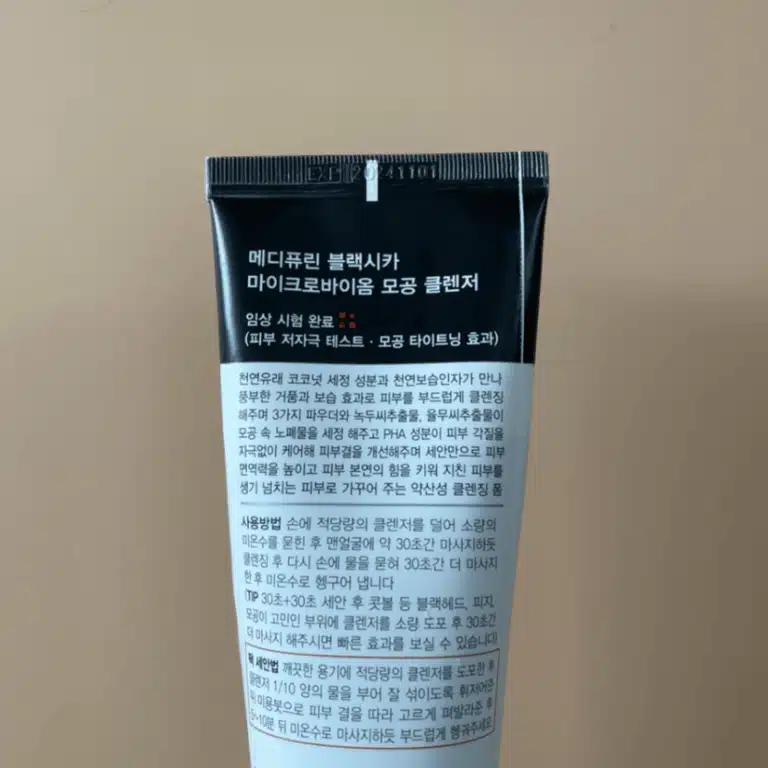 EXP 20241101
메디퓨린 블랙시카
마이크로바이옴 모공 클렌저
임상 시험 완료
(피부 저자극 테스트 · 모공 타이트닝 효과)
천연유래 코코넛 세정 성분과 천연보습인자가 만나
풍부한 거품과 보습 효과로 피부를 부드럽게 클렌징
해주며 3가지 파우더와 녹두씨추출물, 율무씨추출물이
모공 속 노폐물을 세정 해주고 PHA 성분이 피부 각질을
자극없이 케어해 피부결을 개선해주며 세안만으로 피부
면역력을 높이고 피부 본연의 힘을 키워 지친 피부를
생기 넘치는 피부로 가꾸어 주는 약산성 클렌징 폼
사용방법 손에 적당량의 클렌저를 덜어 소량의
미온수를 묻힌 후 맨얼굴에 약 30초간 마사지하듯
클렌징 후 다시 손에 물을 묻혀 30초간 더 마사지
한 후 미온수로 헹구어 냅니다
(TIP 30초+30초 세안 후 콧볼 등 블랙헤드, 피지,
모공이 고민인 부위에 클렌저를 소량 도포 후 30초간
더 마사지 해주시면 빠른 효과를 보실 수 있습니다)
팩 세안법 깨끗한 용기에 적당량의 클렌저를 도포한 후
클렌저 1/10 양의 물을 부어 잘 섞이도록 휘저어준
뒤 미용붓으로 피부 결을 따라 고르게 펴발라준 후
5~10분 뒤 미온수로 마사지하듯 부드럽게 헹궈주세요